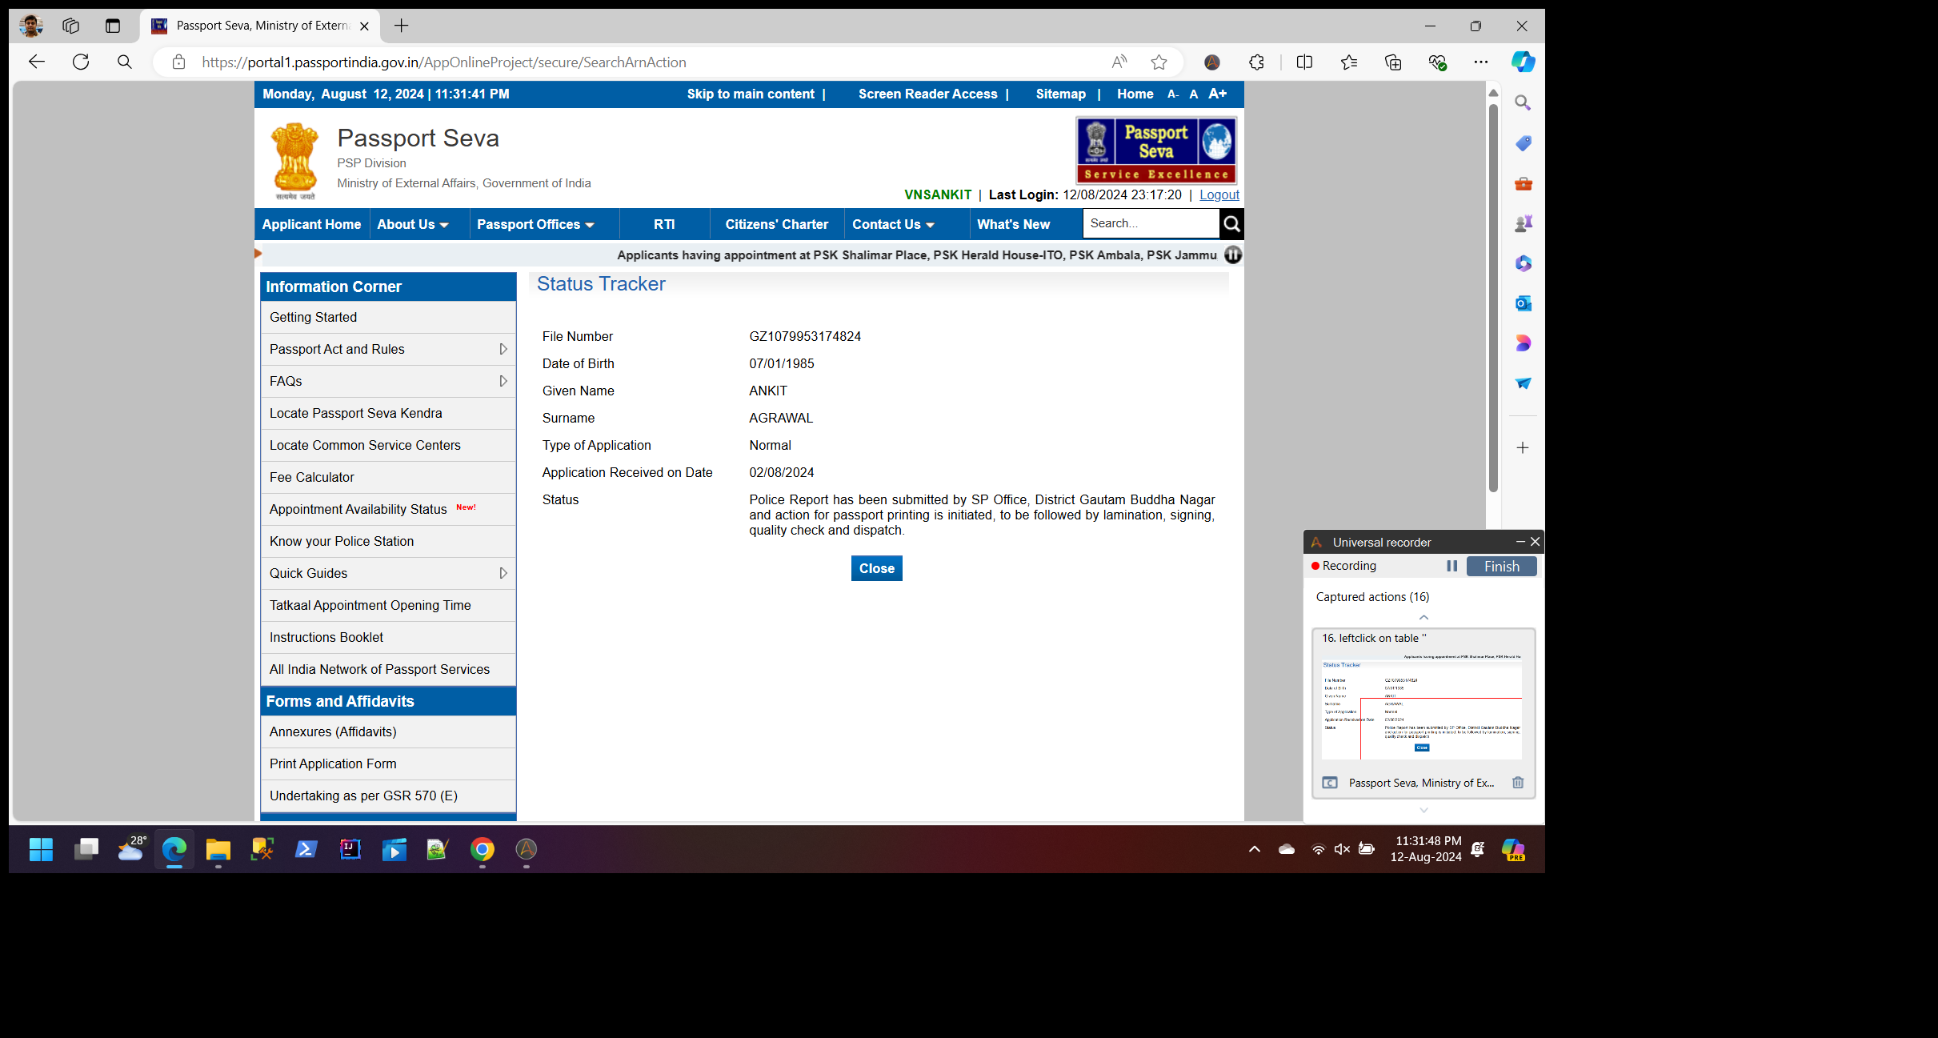 Passport Seva, Ministry of Extern
https://portal1.passportindia.gov.in/AppOnlineProject/secure/SearchArnAction
Monday, August 12, 2024 | 11:31:41 PM
Skip to main content | Screen Reader Access | Sitemap | Home A- A A+
Passport Seva
PSP Division
Ministry of External Affairs, Government of India
सत्यमेव जयते
Passport Seva
Service Excellence
VNSANKIT | Last Login: 12/08/2024 23:17:20 | Logout
Applicant Home About Us Passport Offices RTI Citizens' Charter Contact Us What's New Search...
Applicants having appointment at PSK Shalimar Place, PSK Herald House-ITO, PSK Ambala, PSK Jammu
Information Corner
Getting Started
Passport Act and Rules
FAQs
Locate Passport Seva Kendra
Locate Common Service Centers
Fee Calculator
Appointment Availability Status New!
Know your Police Station
Quick Guides
Tatkaal Appointment Opening Time
Instructions Booklet
All India Network of Passport Services
Forms and Affidavits
Annexures (Affidavits)
Print Application Form
Undertaking as per GSR 570 (E)
Status Tracker
File Number GZ1079953174824
Date of Birth 07/01/1985
Given Name ANKIT
Surname AGRAWAL
Type of Application Normal
Application Received on Date 02/08/2024
Status Police Report has been submitted by SP Office, District Gautam Buddha Nagar
and action for passport printing is initiated, to be followed by lamination, signing,
quality check and dispatch.
Close
Universal recorder
Recording Finish
Captured actions (16)
16. leftclick on table ''
Status Tracker
Close
Passport Seva, Ministry of Ex...
28°
11:31:48 PM
12-Aug-2024
PRE